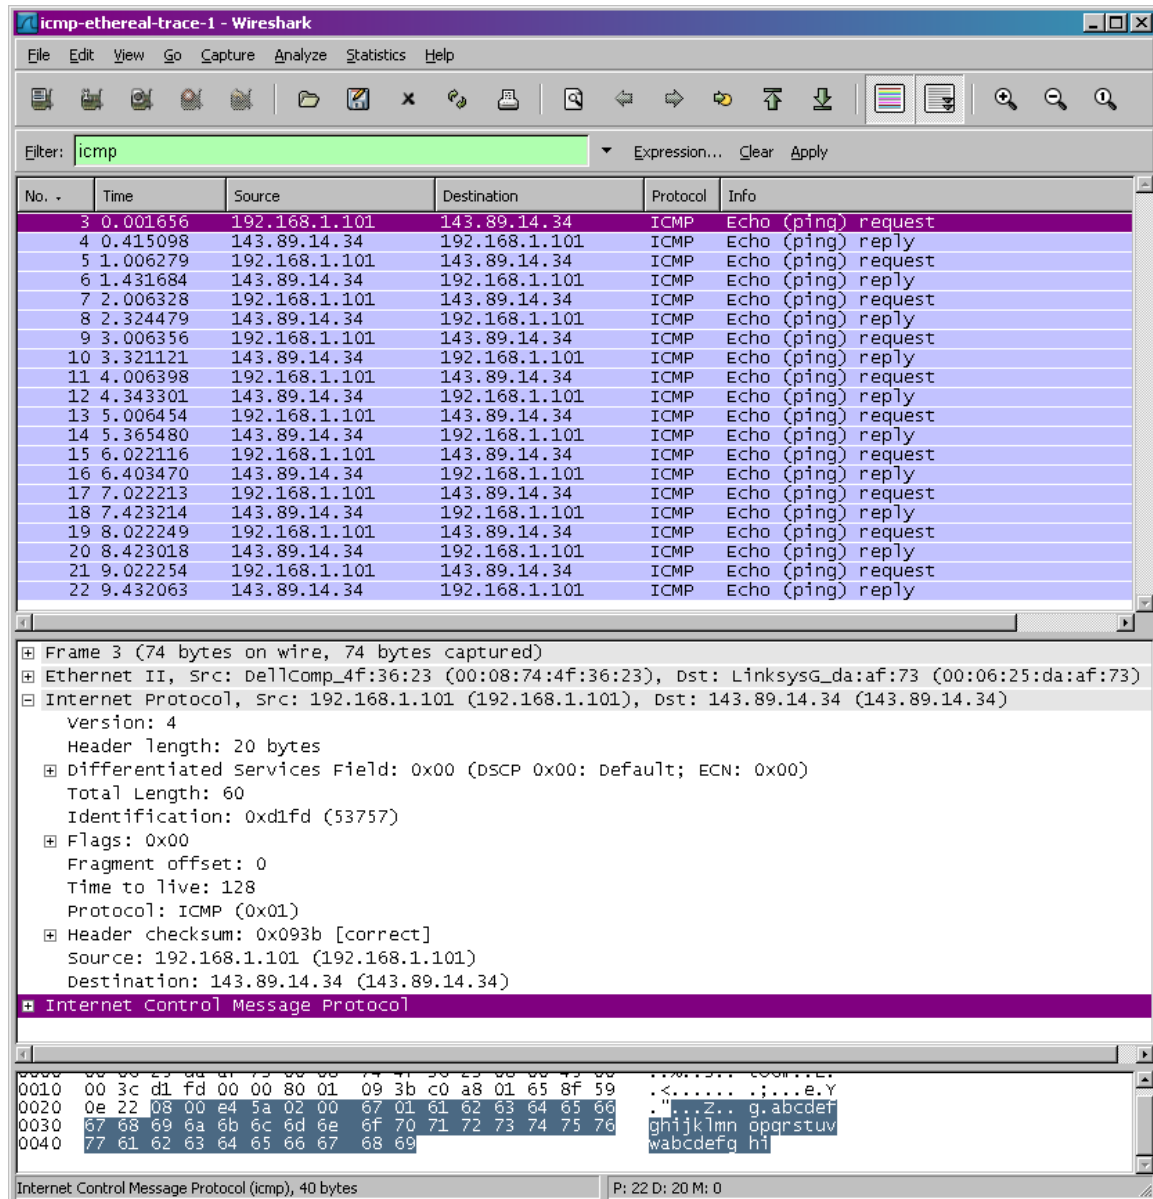 icmp-ethereal-trace-1 - Wireshark
File Edit View Go Capture Analyze Statistics Help
Filter: icmp Expression... Clear Apply
No. Time Source Destination Protocol Info
3 0.001656 192.168.1.101 143.89.14.34 ICMP Echo (ping) request
4 0.415098 143.89.14.34 192.168.1.101 ICMP Echo (ping) reply
5 1.006279 192.168.1.101 143.89.14.34 ICMP Echo (ping) request
6 1.431684 143.89.14.34 192.168.1.101 ICMP Echo (ping) reply
7 2.006328 192.168.1.101 143.89.14.34 ICMP Echo (ping) request
8 2.324479 143.89.14.34 192.168.1.101 ICMP Echo (ping) reply
9 3.006356 192.168.1.101 143.89.14.34 ICMP Echo (ping) request
10 3.321121 143.89.14.34 192.168.1.101 ICMP Echo (ping) reply
11 4.006398 192.168.1.101 143.89.14.34 ICMP Echo (ping) request
12 4.343301 143.89.14.34 192.168.1.101 ICMP Echo (ping) reply
13 5.006454 192.168.1.101 143.89.14.34 ICMP Echo (ping) request
14 5.365480 143.89.14.34 192.168.1.101 ICMP Echo (ping) reply
15 6.022116 192.168.1.101 143.89.14.34 ICMP Echo (ping) request
16 6.403470 143.89.14.34 192.168.1.101 ICMP Echo (ping) reply
17 7.022213 192.168.1.101 143.89.14.34 ICMP Echo (ping) request
18 7.423214 143.89.14.34 192.168.1.101 ICMP Echo (ping) reply
19 8.022249 192.168.1.101 143.89.14.34 ICMP Echo (ping) request
20 8.423018 143.89.14.34 192.168.1.101 ICMP Echo (ping) reply
21 9.022254 192.168.1.101 143.89.14.34 ICMP Echo (ping) request
22 9.432063 143.89.14.34 192.168.1.101 ICMP Echo (ping) reply
Frame 3 (74 bytes on wire, 74 bytes captured)
Ethernet II, Src: DellComp_4f:36:23 (00:08:74:4f:36:23), Dst: LinksysG_da:af:73 (00:06:25:da:af:73)
Internet Protocol, Src: 192.168.1.101 (192.168.1.101), Dst: 143.89.14.34 (143.89.14.34)
Version: 4
Header length: 20 bytes
Differentiated Services Field: 0x00 (DSCP 0x00: Default; ECN: 0x00)
Total Length: 60
Identification: 0xd1fd (53757)
Flags: 0x00
Fragment offset: 0
Time to live: 128
Protocol: ICMP (0x01)
Header checksum: 0x093b [correct]
Source: 192.168.1.101 (192.168.1.101)
Destination: 143.89.14.34 (143.89.14.34)
Internet Control Message Protocol
0010 00 3c d1 fd 00 00 80 01 09 3b c0 a8 01 65 8f 59 .<...... .;...e.Y
0020 0e 22 08 00 e4 5a 02 00 67 01 61 62 63 64 65 66 ."...Z.. g.abcdef
0030 67 68 69 6a 6b 6c 6d 6e 6f 70 71 72 73 74 75 76 ghijklmn opqrstuv
0040 77 61 62 63 64 65 66 67 68 69 wabcdefg hi
Internet Control Message Protocol (icmp), 40 bytes P: 22 D: 20 M: 0